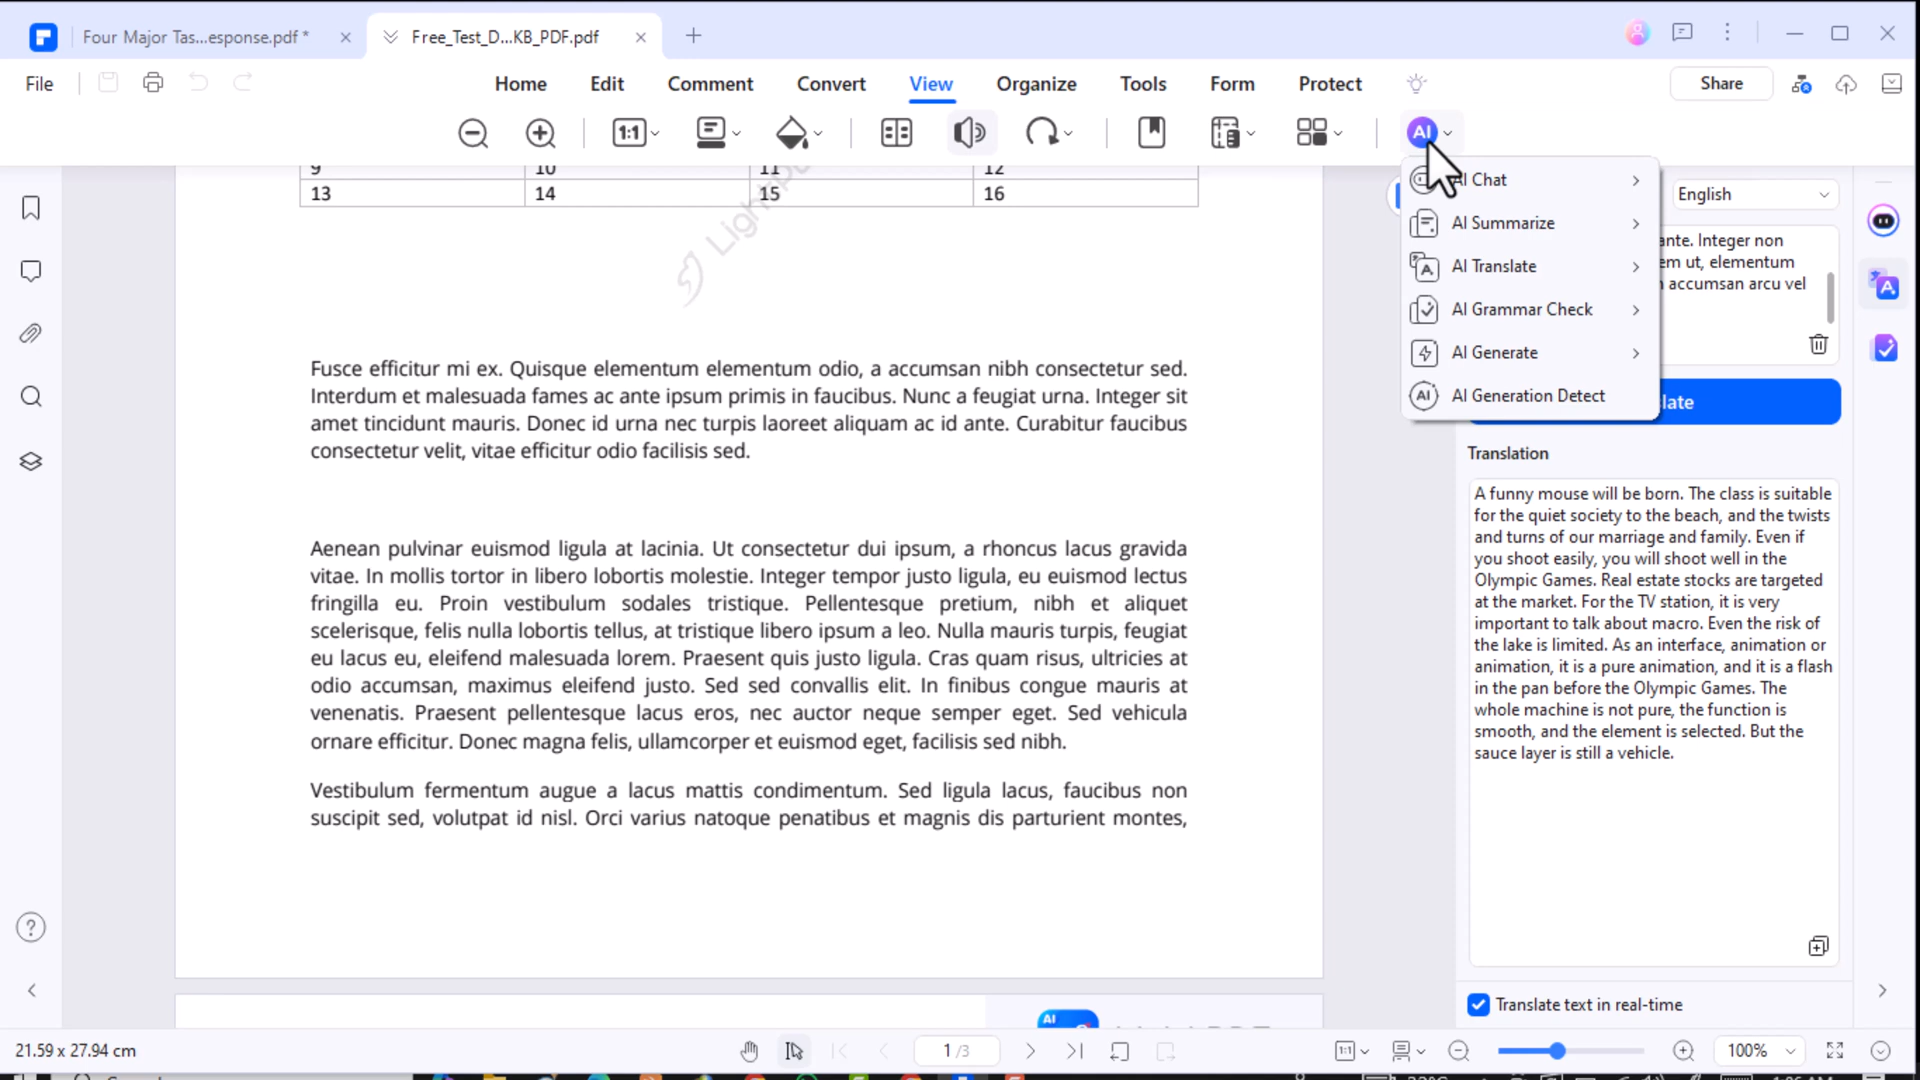 Four Major Tas...esponse.pdf *
Free_Test_D...KB_PDF.pdf
File
Home
Edit
Comment
Convert
View
Organize
Tools
Form
Protect
Share
1:1
AI
9 10 11 12
13 14 15 16
Fusce efficitur mi ex. Quisque elementum elementum odio, a accumsan nibh consectetur sed.
Interdum et malesuada fames ac ante ipsum primis in faucibus. Nunc a feugiat urna. Integer sit
amet tincidunt mauris. Donec id urna nec turpis laoreet aliquam ac id ante. Curabitur faucibus
consectetur velit, vitae efficitur odio facilisis sed.
Aenean pulvinar euismod ligula at lacinia. Ut consectetur dui ipsum, a rhoncus lacus gravida
vitae. In mollis tortor in libero lobortis molestie. Integer tempor justo ligula, eu euismod lectus
fringilla eu. Proin vestibulum sodales tristique. Pellentesque pretium, nibh et aliquet
scelerisque, felis nulla lobortis tellus, at tristique libero ipsum a leo. Nulla mauris turpis, feugiat
eu lacus eu, eleifend malesuada lorem. Praesent quis justo ligula. Cras quam risus, ultricies at
odio accumsan, maximus eleifend justo. Sed sed convallis elit. In finibus congue mauris at
venenatis. Praesent pellentesque lacus eros, nec auctor neque semper eget. Sed vehicula
ornare efficitur. Donec magna felis, ullamcorper et euismod eget, facilisis sed nibh.
Vestibulum fermentum augue a lacus mattis condimentum. Sed ligula lacus, faucibus non
suscipit sed, volutpat id nisl. Orci varius natoque penatibus et magnis dis parturient montes,
AI
AI Chat
AI Summarize
AI Translate
AI Grammar Check
AI Generate
AI Generation Detect
English
ante. Integer non
em ut, elementum
accumsan arcu vel
late
Translation
A funny mouse will be born. The class is suitable
for the quiet society to the beach, and the twists
and turns of our marriage and family. Even if
you shoot easily, you will shoot well in the
Olympic Games. Real estate stocks are targeted
at the market. For the TV station, it is very
important to talk about macro. Even the risk of
the lake is limited. As an interface, animation or
animation, it is a pure animation, and it is a flash
in the pan before the Olympic Games. The
whole machine is not pure, the function is
smooth, and the element is selected. But the
sauce layer is still a vehicle.
Translate text in real-time
21.59 x 27.94 cm
1 /3
1:1
100%